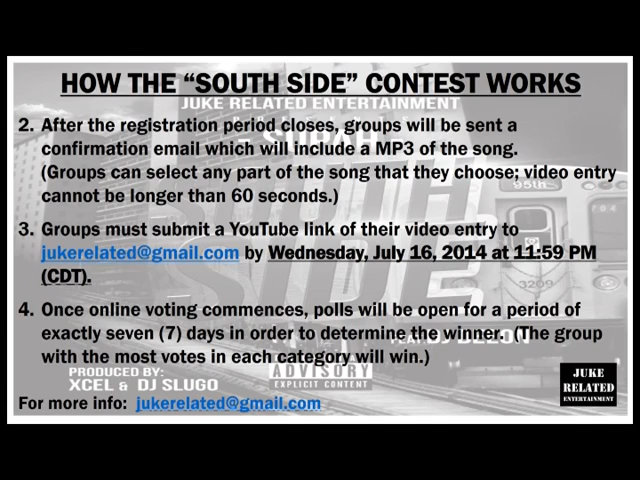 HOW THE “SOUTH SIDE” CONTEST WORKS
JUKE RELATED ENTERTAINMENT
2. After the registration period closes, groups will be sent a
confirmation email which will include a MP3 of the song.
(Groups can select any part of the song that they choose; video entry
cannot be longer than 60 seconds.)
95th
3. Groups must submit a YouTube link of their video entry to
jukerelated@gmail.com by Wednesday, July 16, 2014 at 11:59 PM
(CDT).
SIDE
3209
4. Once online voting commences, polls will be open for a period of
exactly seven (7) days in order to determine the winner. (The group
with the most votes in each category will win.)
PRODUCED BY:
XCEL & DJ SLUGO
ADVISORY
EXPLICIT CONTENT
JUKE
RELATED
ENTERTAINMENT
For more info: jukerelated@gmail.com